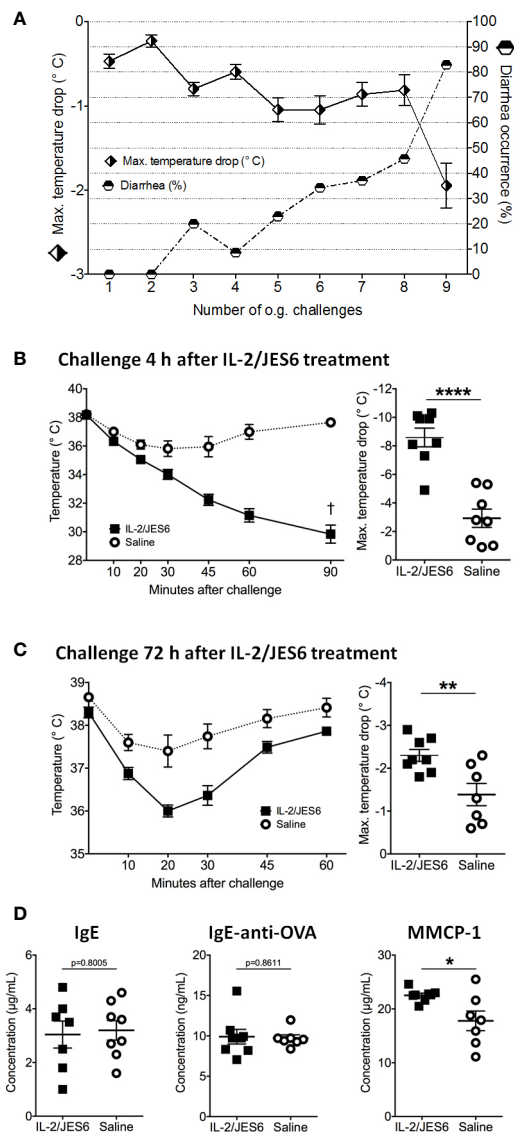 A
Max. temperature drop (° C)
0
-1
-2
-3
Max. temperature drop (° C)
Diarrhea (%)
100
90
80
70
60
50
40
30
20
10
0
Diarrhea occurrence (%)
1 2 3 4 5 6 7 8 9
Number of o.g. challenges
B Challenge 4 h after IL-2/JES6 treatment
Temperature (° C)
40
38
36
34
32
30
28
IL-2/JES6
Saline
†
10 20 30 45 60 90
Minutes after challenge
Max. temperature drop (° C)
-12
-10
-8
-6
-4
-2
0
****
IL-2/JES6 Saline
C Challenge 72 h after IL-2/JES6 treatment
Temperature (° C)
39
38
37
36
35
IL-2/JES6
Saline
10 20 30 45 60
Minutes after challenge
Max. temperature drop (° C)
-4
-3
-2
-1
0
**
IL-2/JES6 Saline
D
IgE
Concentration (µg/mL)
6
4
2
0
p=0.8005
IL-2/JES6 Saline
IgE-anti-OVA
Concentration (ng/mL)
20
15
10
5
0
p=0.8611
IL-2/JES6 Saline
MMCP-1
Concentration (µg/mL)
30
20
10
0
*
IL-2/JES6 Saline